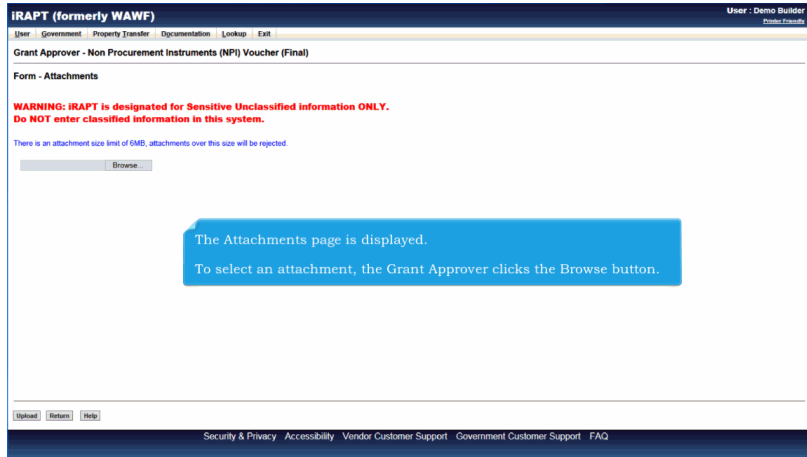 iRAPT (formerly WAWF)
User : Demo Builder
Printer Friendly
User Government Property Transfer Documentation Lookup Exit
Grant Approver - Non Procurement Instruments (NPI) Voucher (Final)
Form - Attachments
WARNING: iRAPT is designated for Sensitive Unclassified information ONLY.
Do NOT enter classified information in this system.
There is an attachment size limit of 6MB, attachments over this size will be rejected.
Browse...
The Attachments page is displayed.
To select an attachment, the Grant Approver clicks the Browse button.
Upload Return Help
Security & Privacy Accessibility Vendor Customer Support Government Customer Support FAQ